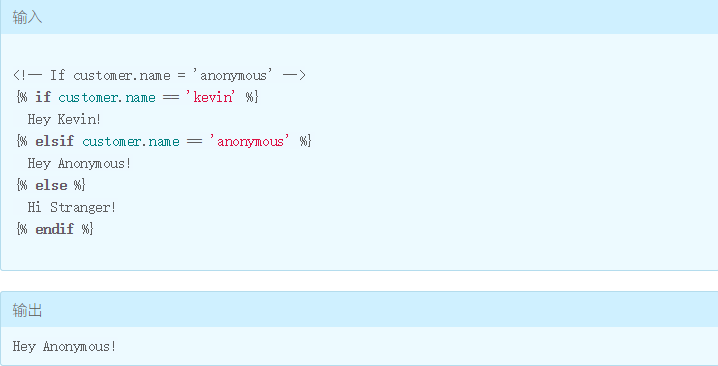 输入
<!-- If customer.name = 'anonymous' -->
{% if customer.name == 'kevin' %}
Hey Kevin!
{% elsif customer.name == 'anonymous' %}
Hey Anonymous!
{% else %}
Hi Stranger!
{% endif %}
输出
Hey Anonymous!